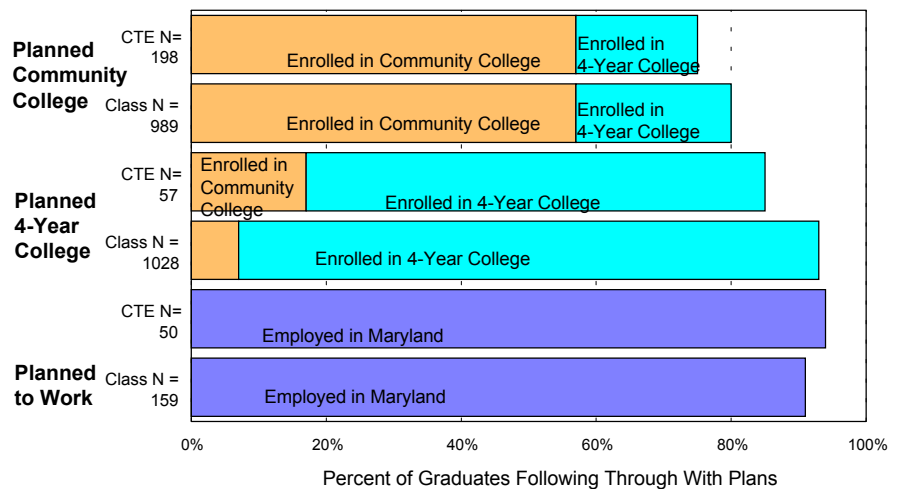 Planned
Community
College
CTE N=
198
Enrolled in Community College
Enrolled in
4-Year College
Class N =
989
Enrolled in Community College
Enrolled in
4-Year College
Planned
4-Year
College
CTE N=
57
Enrolled in
Community
College
Enrolled in 4-Year College
Class N =
1028
Enrolled in 4-Year College
CTE N=
50
Employed in Maryland
Planned
to Work
Class N =
159
Employed in Maryland
0% 20% 40% 60% 80% 100%
Percent of Graduates Following Through With Plans